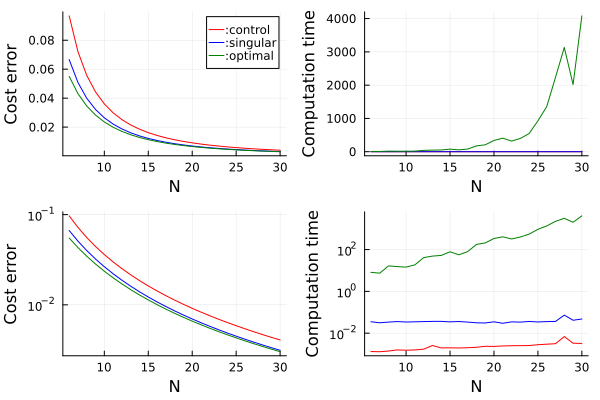 Cost error
0.08
0.06
0.04
0.02
10 15 20 25 30
N
:control
:singular
:optimal
Computation time
4000
3000
2000
1000
0
10 15 20 25 30
N
Cost error
10⁻¹
10⁻²
10 15 20 25 30
N
Computation time
10²
10⁰
10⁻²
10 15 20 25 30
N